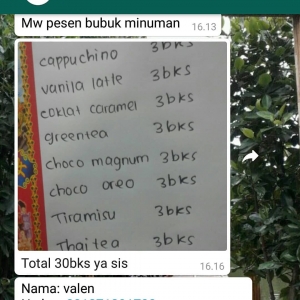 Mw pesen bubuk minuman 16.13
cappuchino 3bks
vanila latte 3bks
coklat caramel 3bks
greentea 3bks
choco magnum 3bks
choco oreo 3bks
Tiramisu 3bks
Thai tea 3bks
Total 30bks ya sis 16.16
Nama: valen